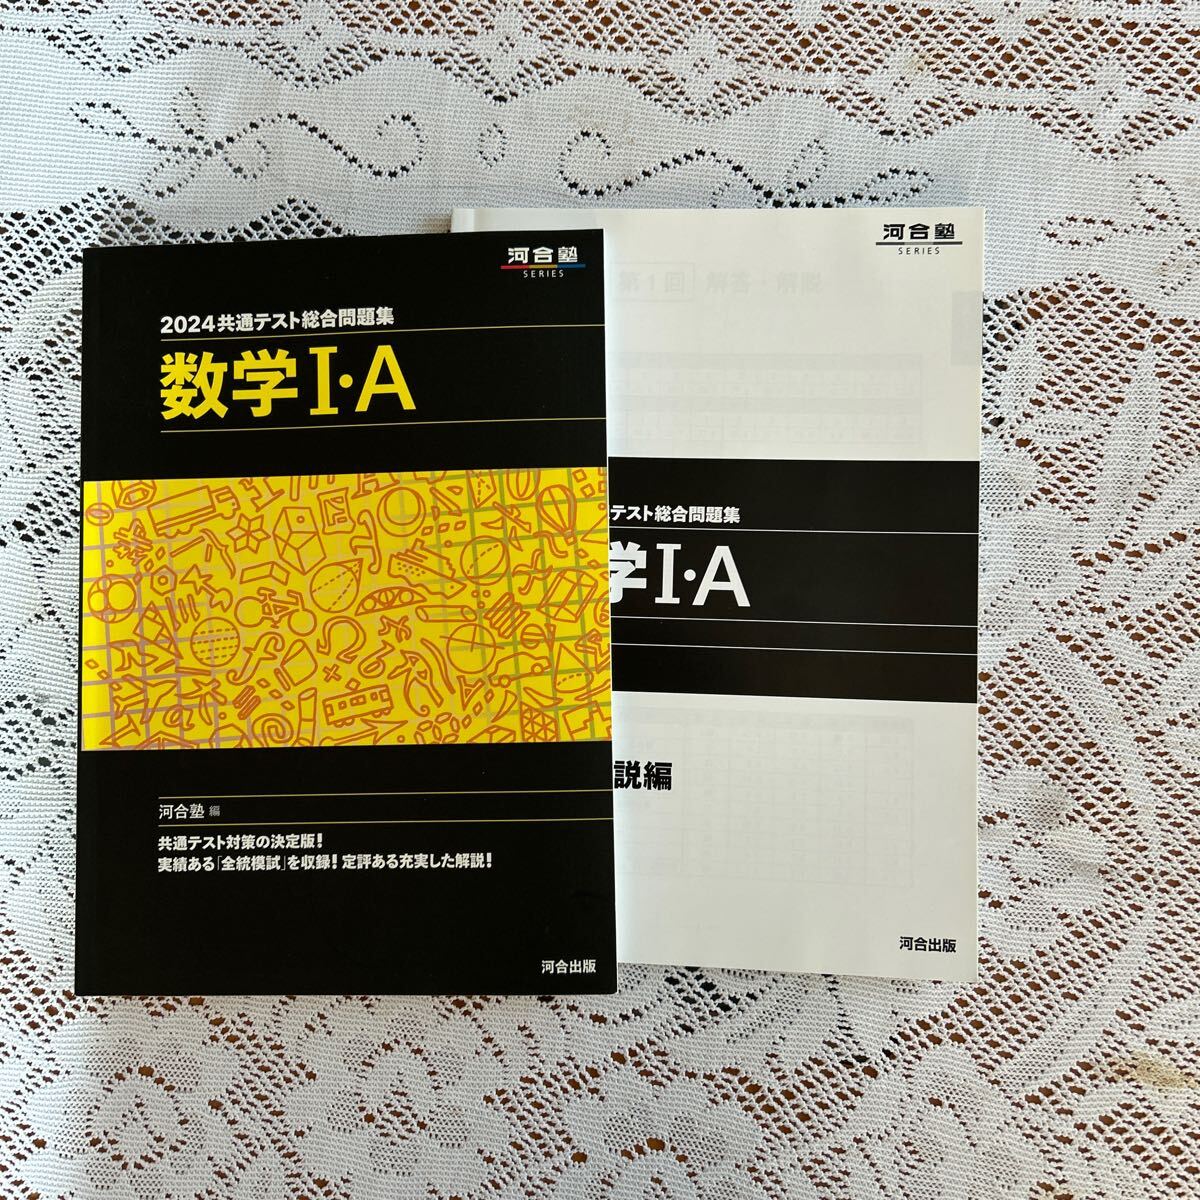 河合塾
SERIES
2024共通テスト総合問題集
数学Ⅰ・A
河合塾 編
共通テスト対策の決定版!
実績ある「全統模試」を収録! 定評ある充実した解説!
河合出版
河合塾
SERIES
第1回 解答・解説
テスト総合問題集
学Ⅰ・A
説編
河合出版